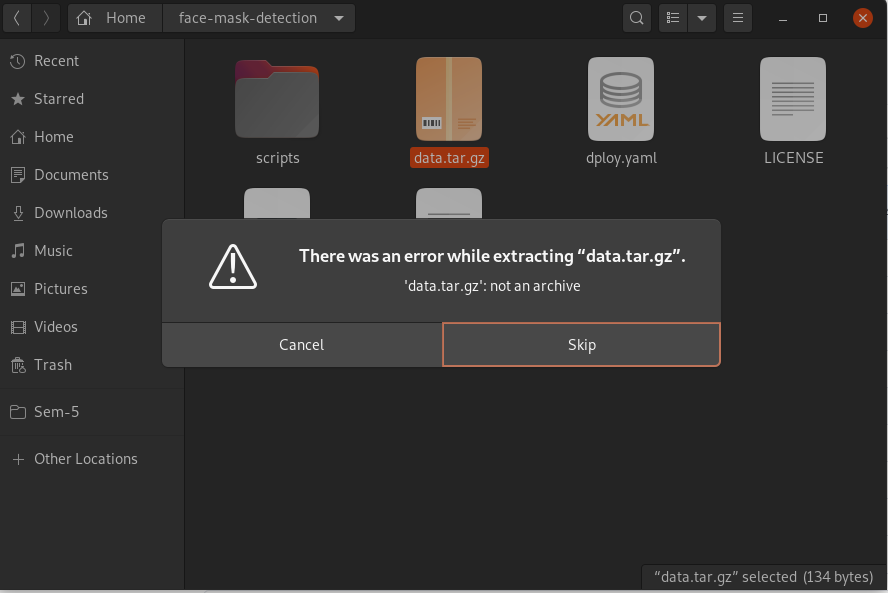 Home
face-mask-detection
Recent
Starred
Home
Documents
Downloads
Music
Pictures
Videos
Trash
Sem-5
Other Locations
scripts
data.tar.gz
YAML
dploy.yaml
LICENSE
There was an error while extracting “data.tar.gz”.
'data.tar.gz': not an archive
Cancel
Skip
“data.tar.gz” selected (134 bytes)